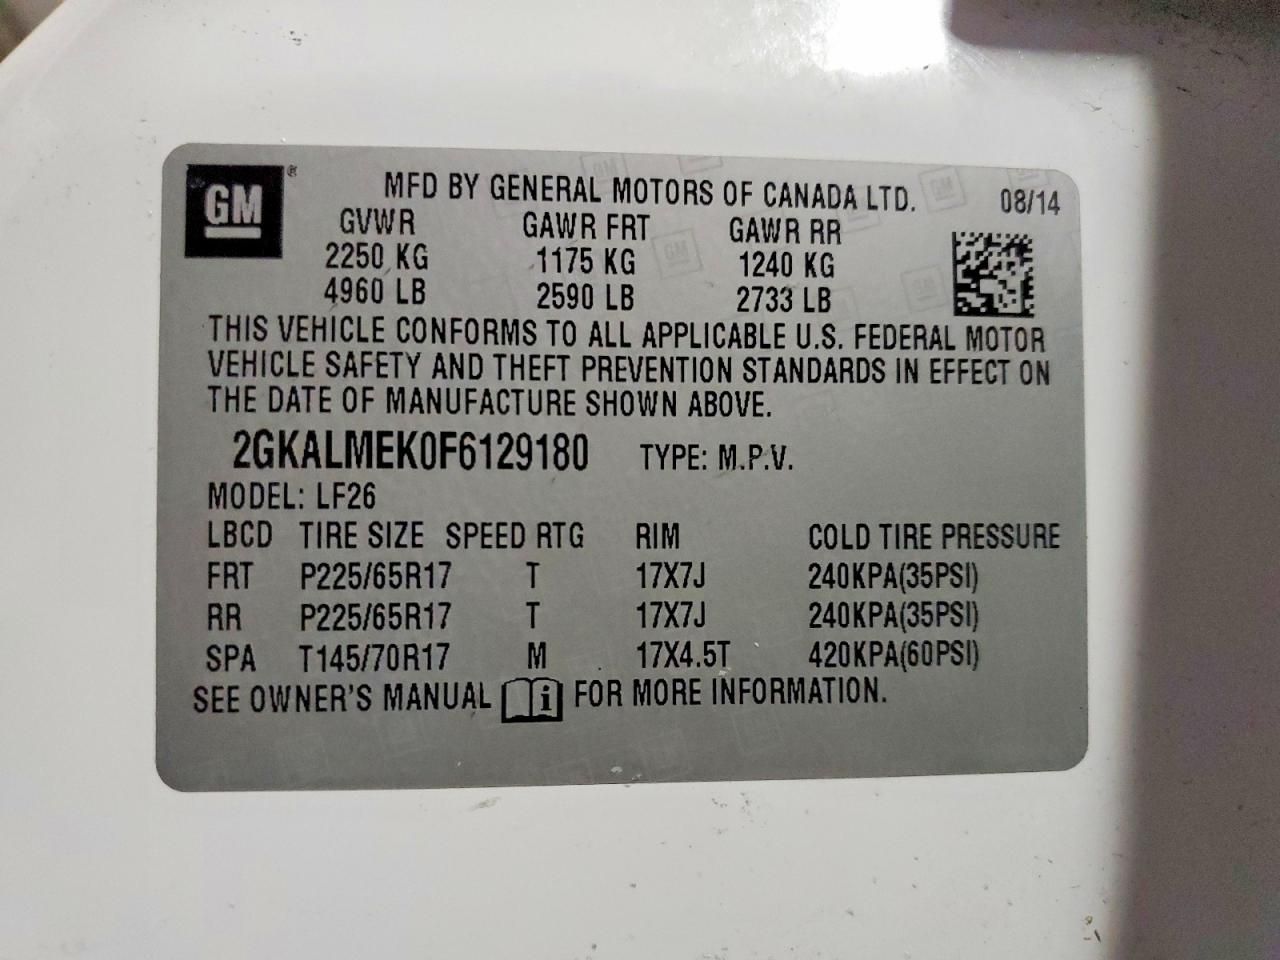 GM®
MFD BY GENERAL MOTORS OF CANADA LTD. 08/14
GVWR GAWR FRT GAWR RR
2250 KG 1175 KG 1240 KG
4960 LB 2590 LB 2733 LB
THIS VEHICLE CONFORMS TO ALL APPLICABLE U.S. FEDERAL MOTOR
VEHICLE SAFETY AND THEFT PREVENTION STANDARDS IN EFFECT ON
THE DATE OF MANUFACTURE SHOWN ABOVE.
2GKALMEK0F6129180 TYPE: M.P.V.
MODEL: LF26
LBCD TIRE SIZE SPEED RTG RIM COLD TIRE PRESSURE
FRT P225/65R17 T 17X7J 240KPA(35PSI)
RR P225/65R17 T 17X7J 240KPA(35PSI)
SPA T145/70R17 M 17X4.5T 420KPA(60PSI)
SEE OWNER'S MANUAL i FOR MORE INFORMATION.